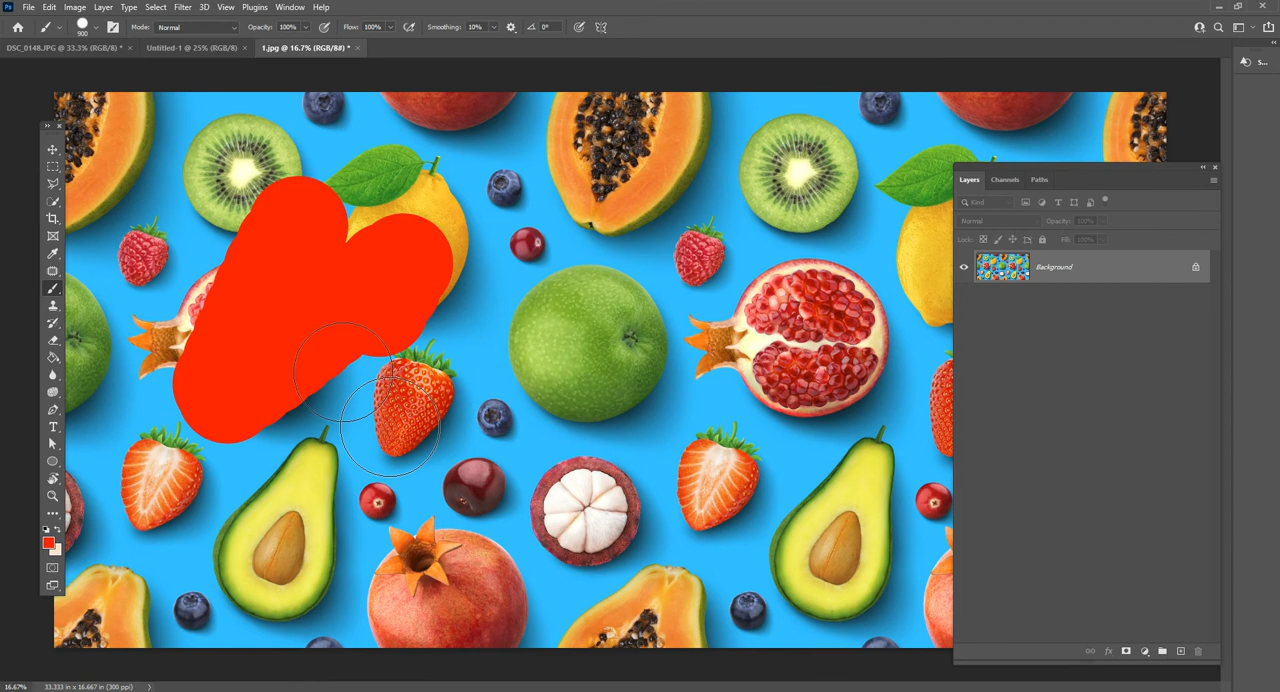 Ps File Edit Image Layer Type Select Filter 3D View Plugins Window Help
900 Mode: Normal Opacity: 100% Flow: 100% Smoothing: 10% 0°
DSC_0148.JPG @ 33.3% (RGB/8) * × Untitled-1 @ 25% (RGB/8) × 1.jpg @ 16.7% (RGB/8#) * ×
S...
Layers Channels Paths
Kind
Normal Opacity: 100%
Lock: Fill: 100%
Background
fx
16.67% 33.333 in x 16.667 in (300 ppi)